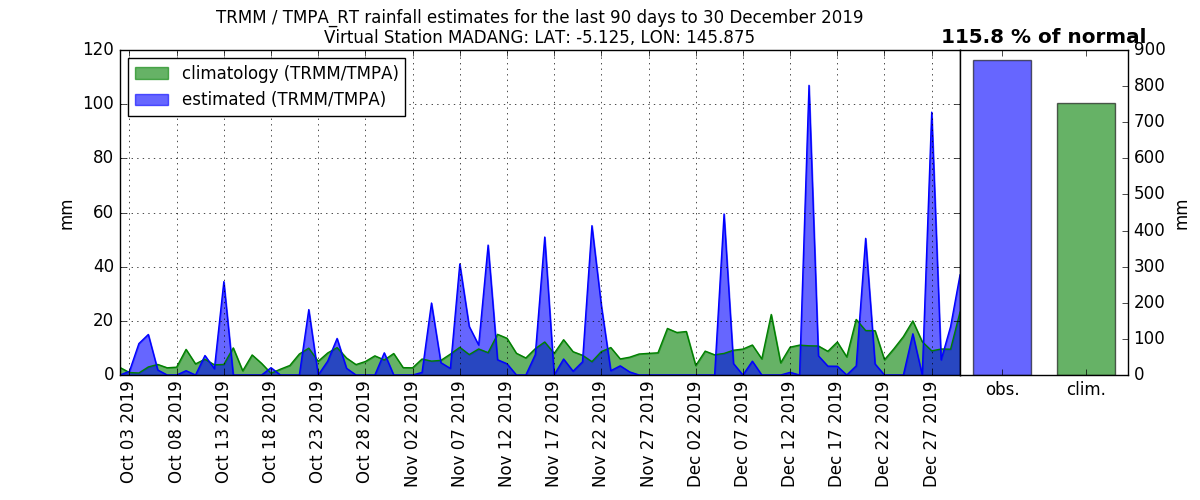 TRMM / TMPA_RT rainfall estimates for the last 90 days to 30 December 2019
Virtual Station MADANG: LAT: -5.125, LON: 145.875
115.8 % of normal
climatology (TRMM/TMPA)
estimated (TRMM/TMPA)
120
100
80
60
40
20
0
mm
Oct 03 2019
Oct 08 2019
Oct 13 2019
Oct 18 2019
Oct 23 2019
Oct 28 2019
Nov 02 2019
Nov 07 2019
Nov 12 2019
Nov 17 2019
Nov 22 2019
Nov 27 2019
Dec 02 2019
Dec 07 2019
Dec 12 2019
Dec 17 2019
Dec 22 2019
Dec 27 2019
900
800
700
600
500
400
300
200
100
0
mm
obs.
clim.